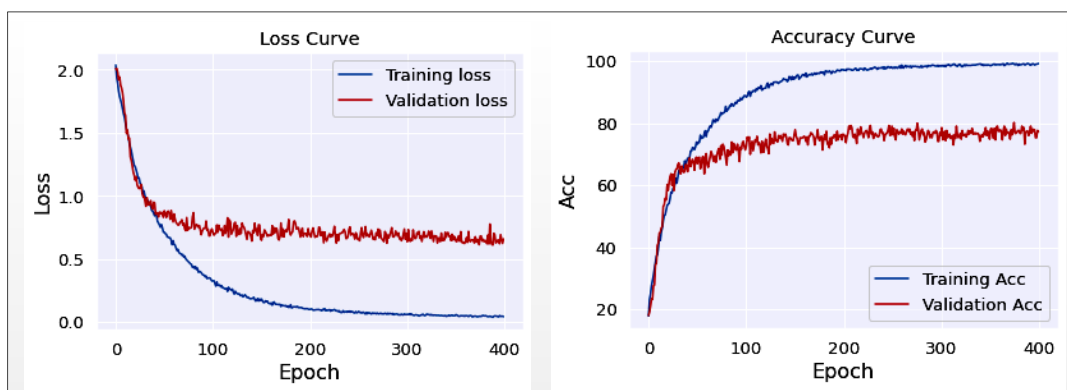 Loss Curve
2.0
1.5
1.0
0.5
0.0
Loss
Training loss
Validation loss
0 100 200 300 400
Epoch
Accuracy Curve
100
80
60
40
20
Acc
Training Acc
Validation Acc
0 100 200 300 400
Epoch